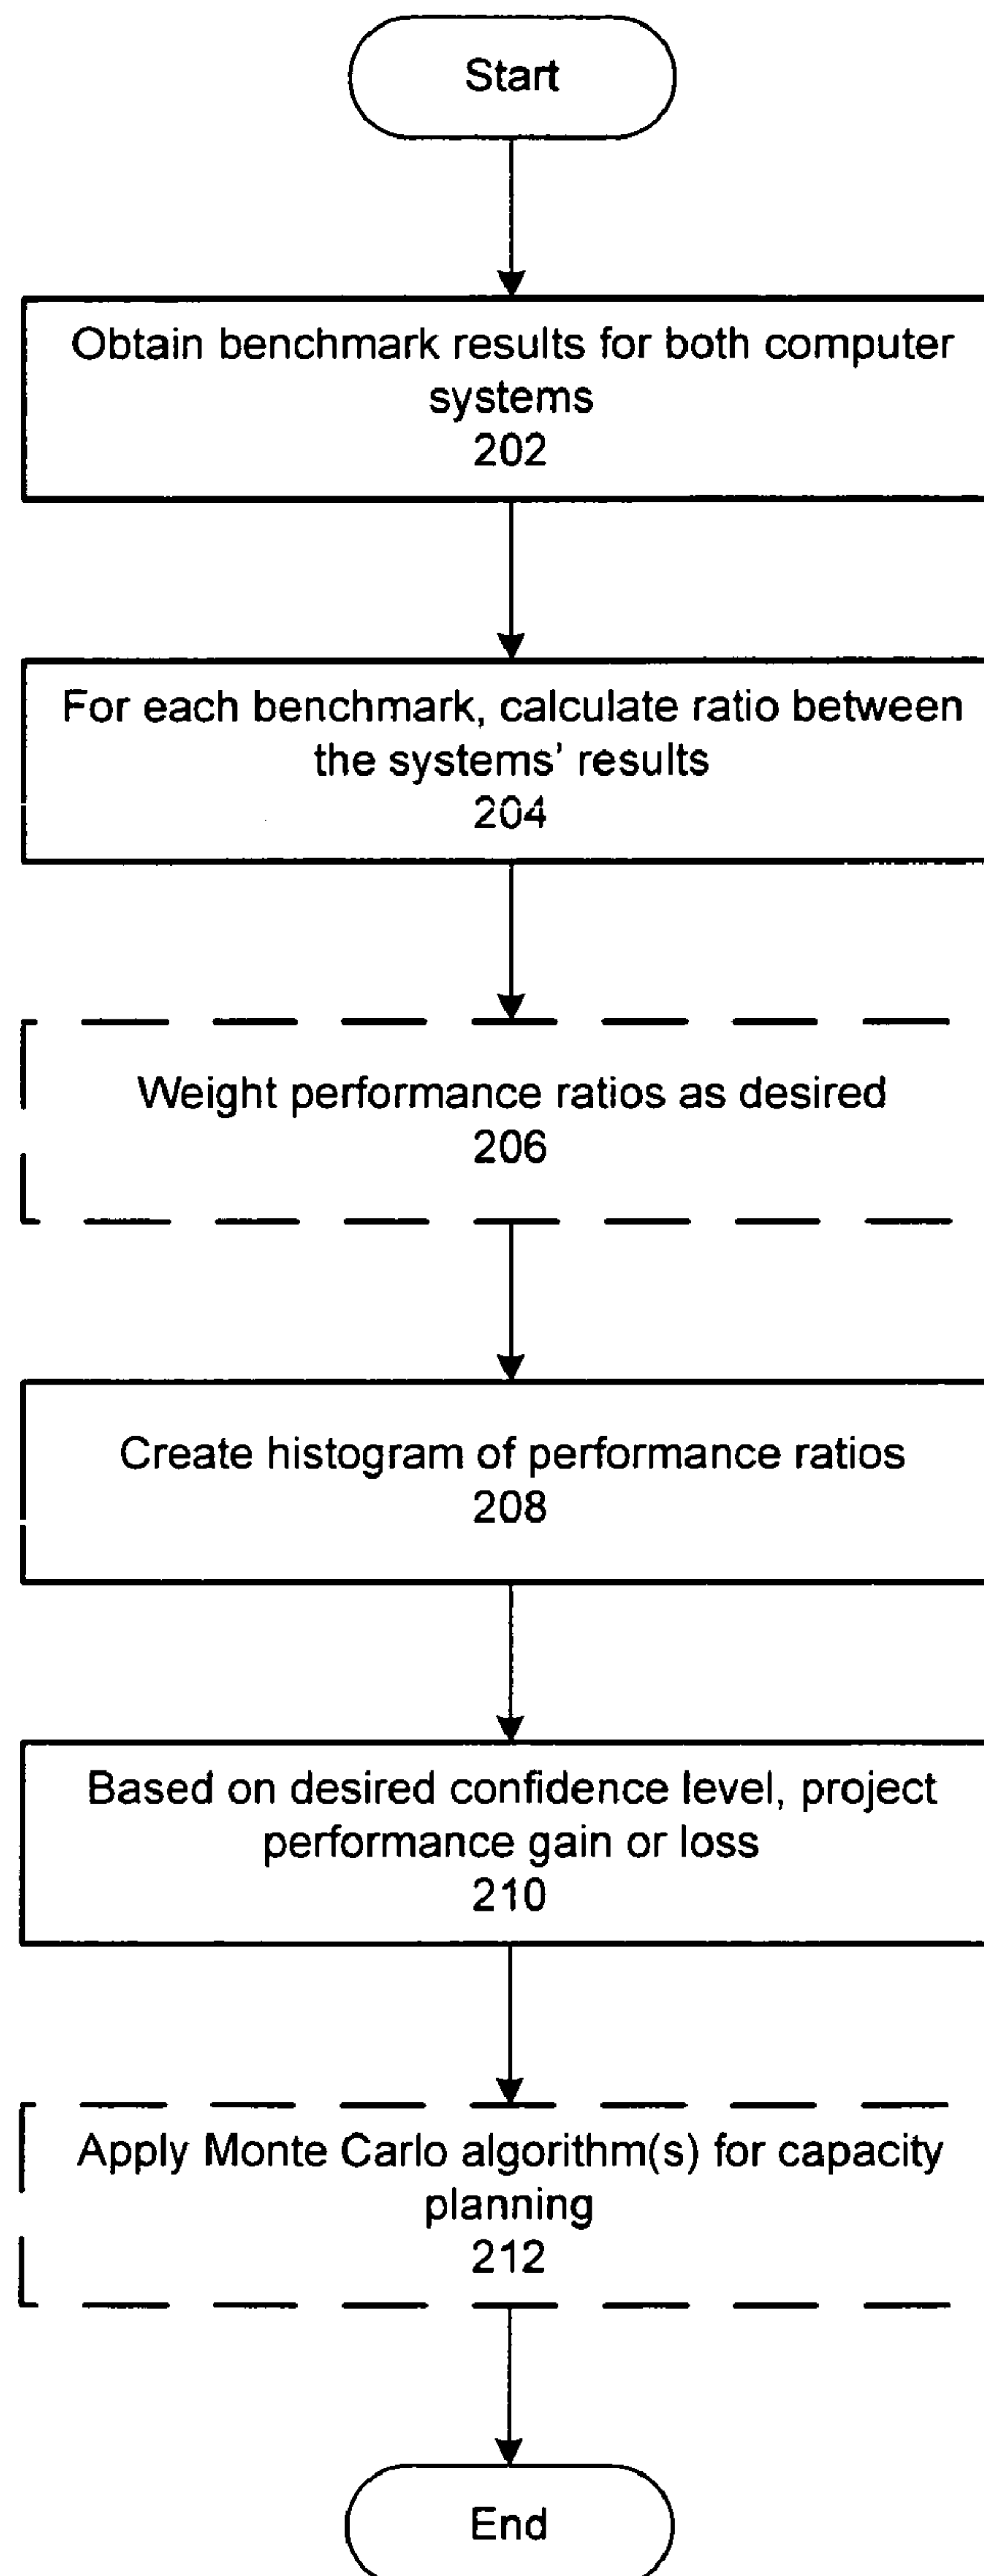 Start
Obtain benchmark results for both computer
systems
202
For each benchmark, calculate ratio between
the systems' results
204
Weight performance ratios as desired
206
Create histogram of performance ratios
208
Based on desired confidence level, project
performance gain or loss
210
Apply Monte Carlo algorithm(s) for capacity
planning
212
End